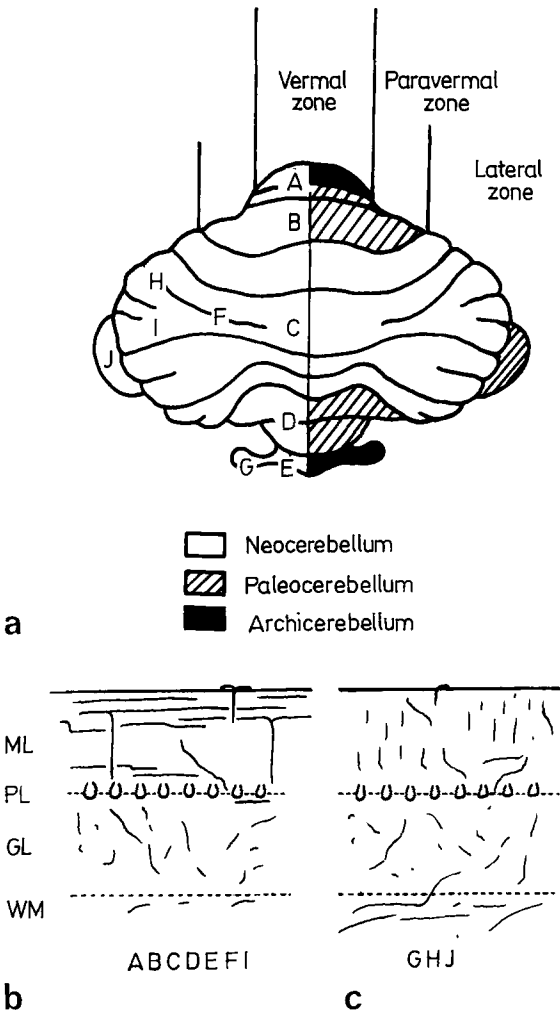 Vermal zone
Paravermal zone
Lateral zone
A
B
H
F
C
I
J
D
G
E
Neocerebellum
Paleocerebellum
Archicerebellum
a
ML
PL
GL
WM
ABCDEFI
GHJ
b
c